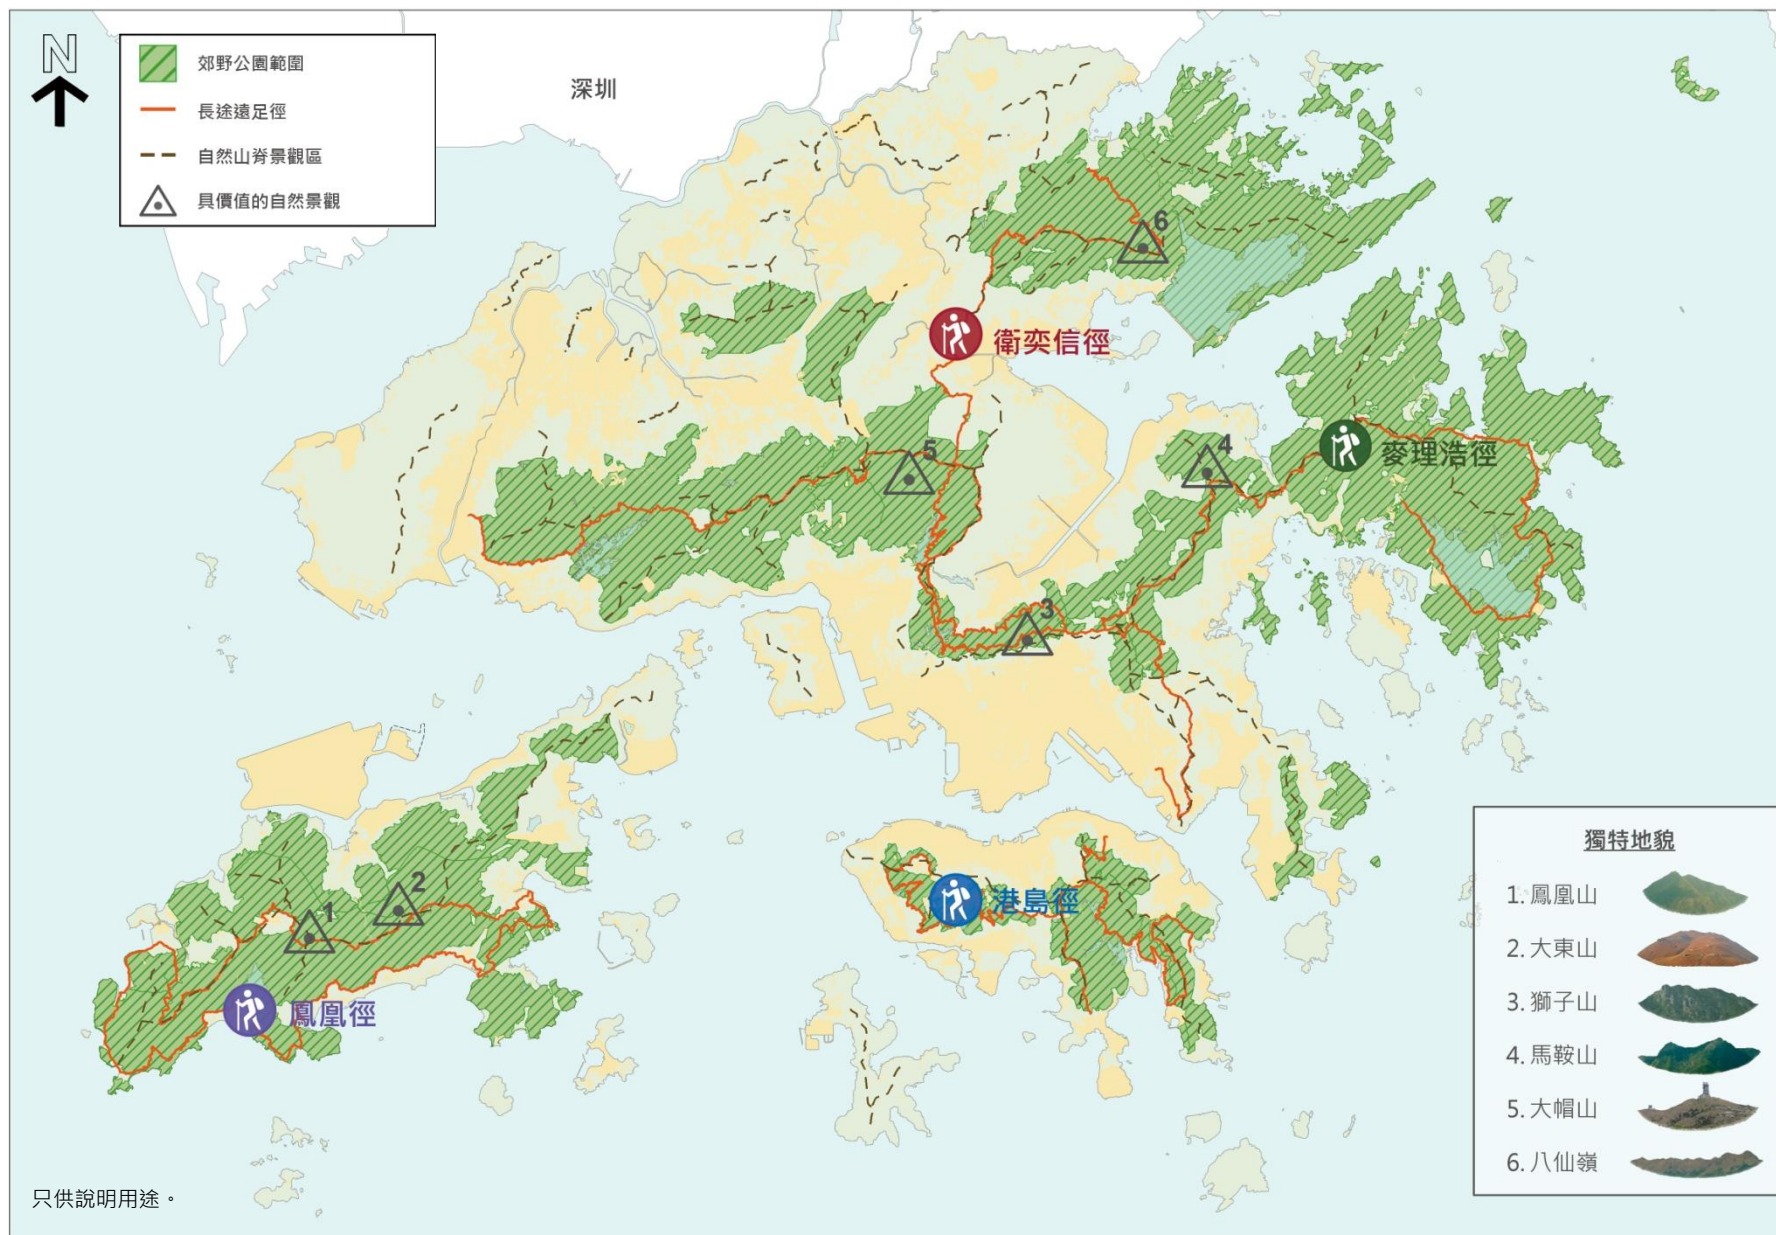 N
郊野公園範圍
長途遠足徑
自然山脊景觀區
具價值的自然景觀
深圳
6
衛奕信徑
5
4
麥理浩徑
3
2
1
港島徑
鳳凰徑
獨特地貌
1. 鳳凰山
2. 大東山
3. 獅子山
4. 馬鞍山
5. 大帽山
6. 八仙嶺
只供說明用途。